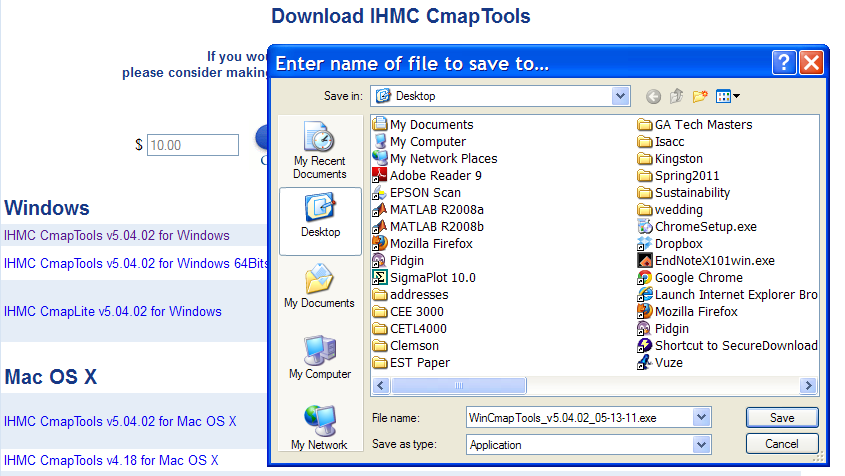 Download IHMC CmapTools
If you wo
please consider making
$ 10.00
C
Windows
IHMC CmapTools v5.04.02 for Windows
IHMC CmapTools v5.04.02 for Windows 64Bits
IHMC CmapLite v5.04.02 for Windows
Mac OS X
IHMC CmapTools v5.04.02 for Mac OS X
IHMC CmapTools v4.18 for Mac OS X
Enter name of file to save to...
Save in: Desktop
My Recent
Documents
Desktop
My Documents
My Computer
My Network
My Documents
My Computer
My Network Places
Adobe Reader 9
EPSON Scan
MATLAB R2008a
MATLAB R2008b
Mozilla Firefox
Pidgin
SigmaPlot 10.0
addresses
CEE 3000
CETL4000
Clemson
EST Paper
GA Tech Masters
Isacc
Kingston
Spring2011
Sustainability
wedding
ChromeSetup.exe
Dropbox
EndNoteX101win.exe
Google Chrome
Launch Internet Explorer Bro
Mozilla Firefox
Pidgin
Shortcut to SecureDownload
Vuze
File name: WinCmapTools_v5.04.02_05-13-11.exe Save
Save as type: Application Cancel